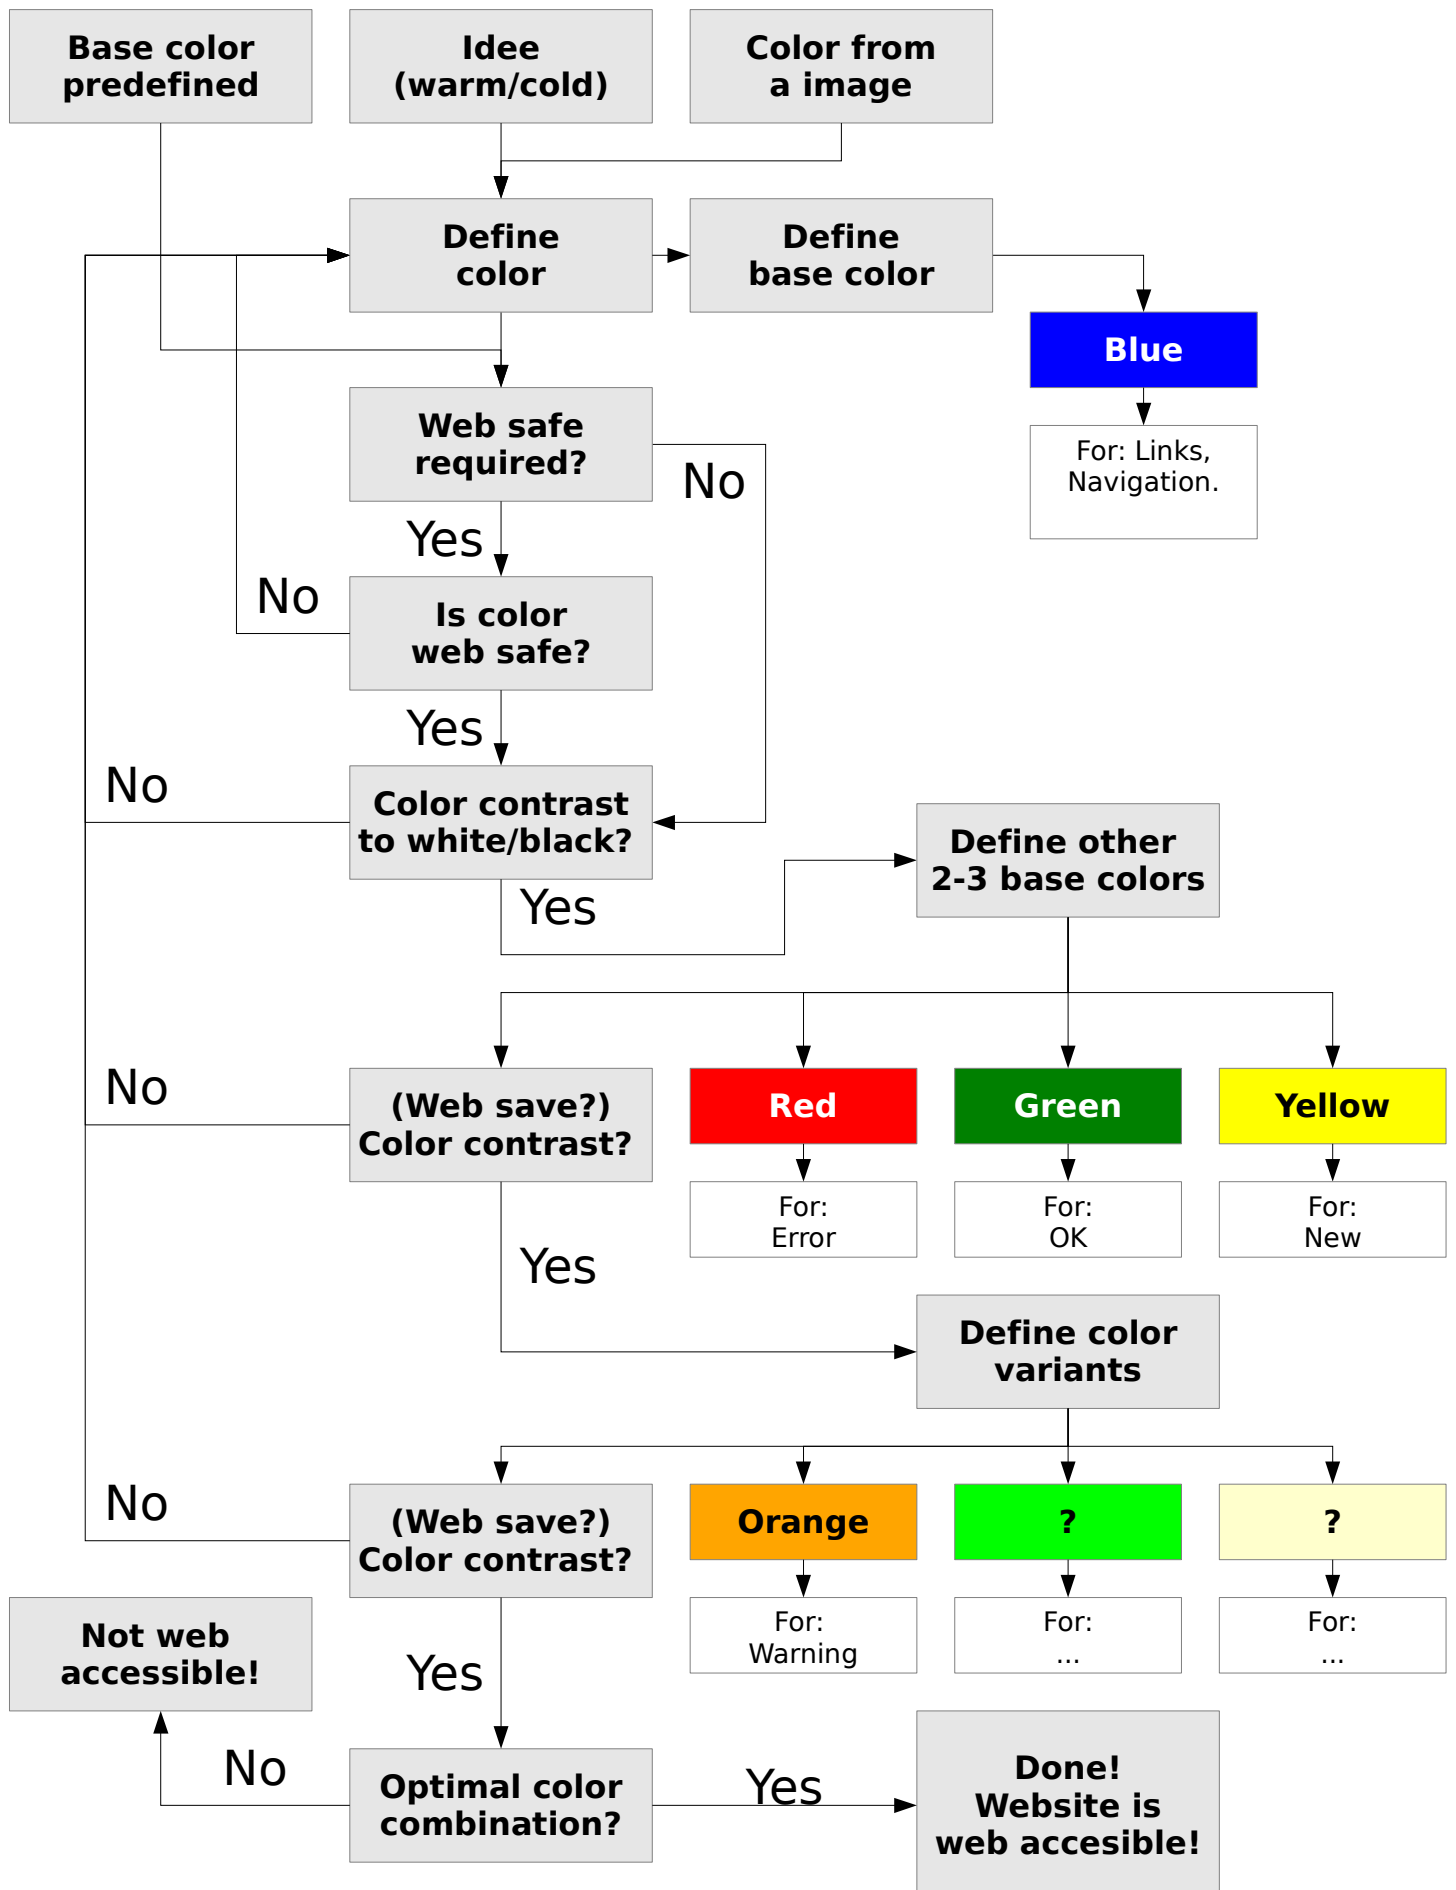 Base color
predefined
Idee
(warm/cold)
Color from
a image
Define
color
Define
base color
Blue
For: Links,
Navigation.
Web safe
required?
No
Yes
Is color
web safe?
No
Yes
Color contrast
to white/black?
No
Yes
Define other
2-3 base colors
No
(Web save?)
Color contrast?
Red
Green
Yellow
For:
Error
For:
OK
For:
New
Yes
Define color
variants
No
(Web save?)
Color contrast?
Orange
?
?
For:
Warning
For:
...
For:
...
Not web
accessible!
Yes
No
Optimal color
combination?
Yes
Done!
Website is
web accesible!